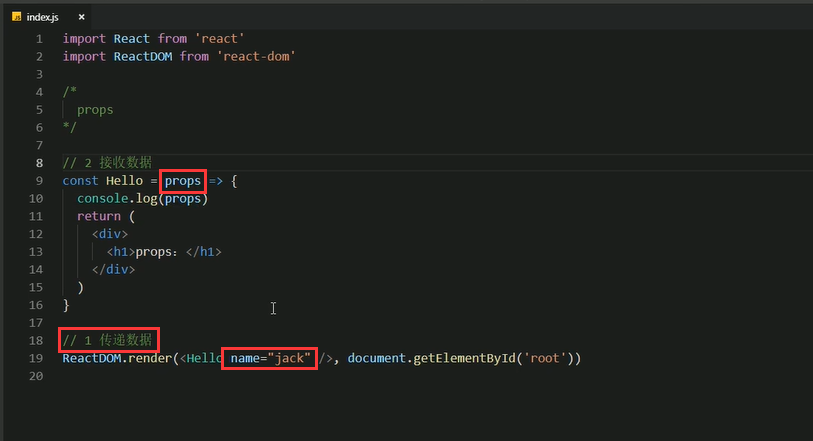 index.js ×
1 import React from 'react'
2 import ReactDOM from 'react-dom'
3
4 /*
5 props
6 */
7
8 // 2 接收数据
9 const Hello = props => {
10 console.log(props)
11 return (
12 <div>
13 <h1>props：</h1>
14 </div>
15 )
16 }
17
18 // 1 传递数据
19 ReactDOM.render(<Hello name="jack" />, document.getElementById('root'))
20